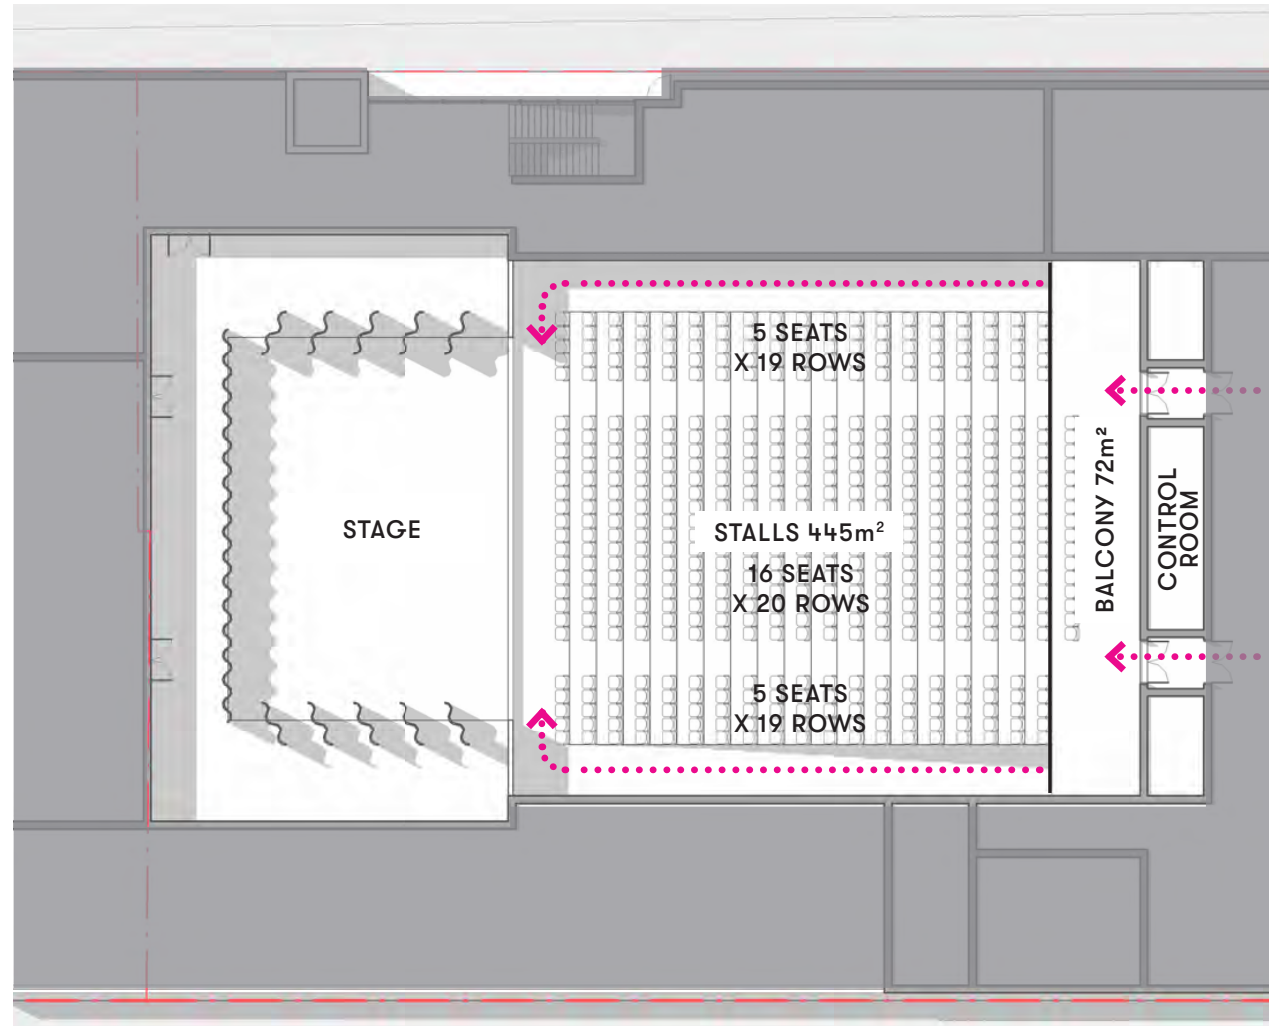 5 SEATS
X 19 ROWS
STAGE
STALLS 445m²
16 SEATS
X 20 ROWS
5 SEATS
X 19 ROWS
BALCONY 72m²
CONTROL
ROOM